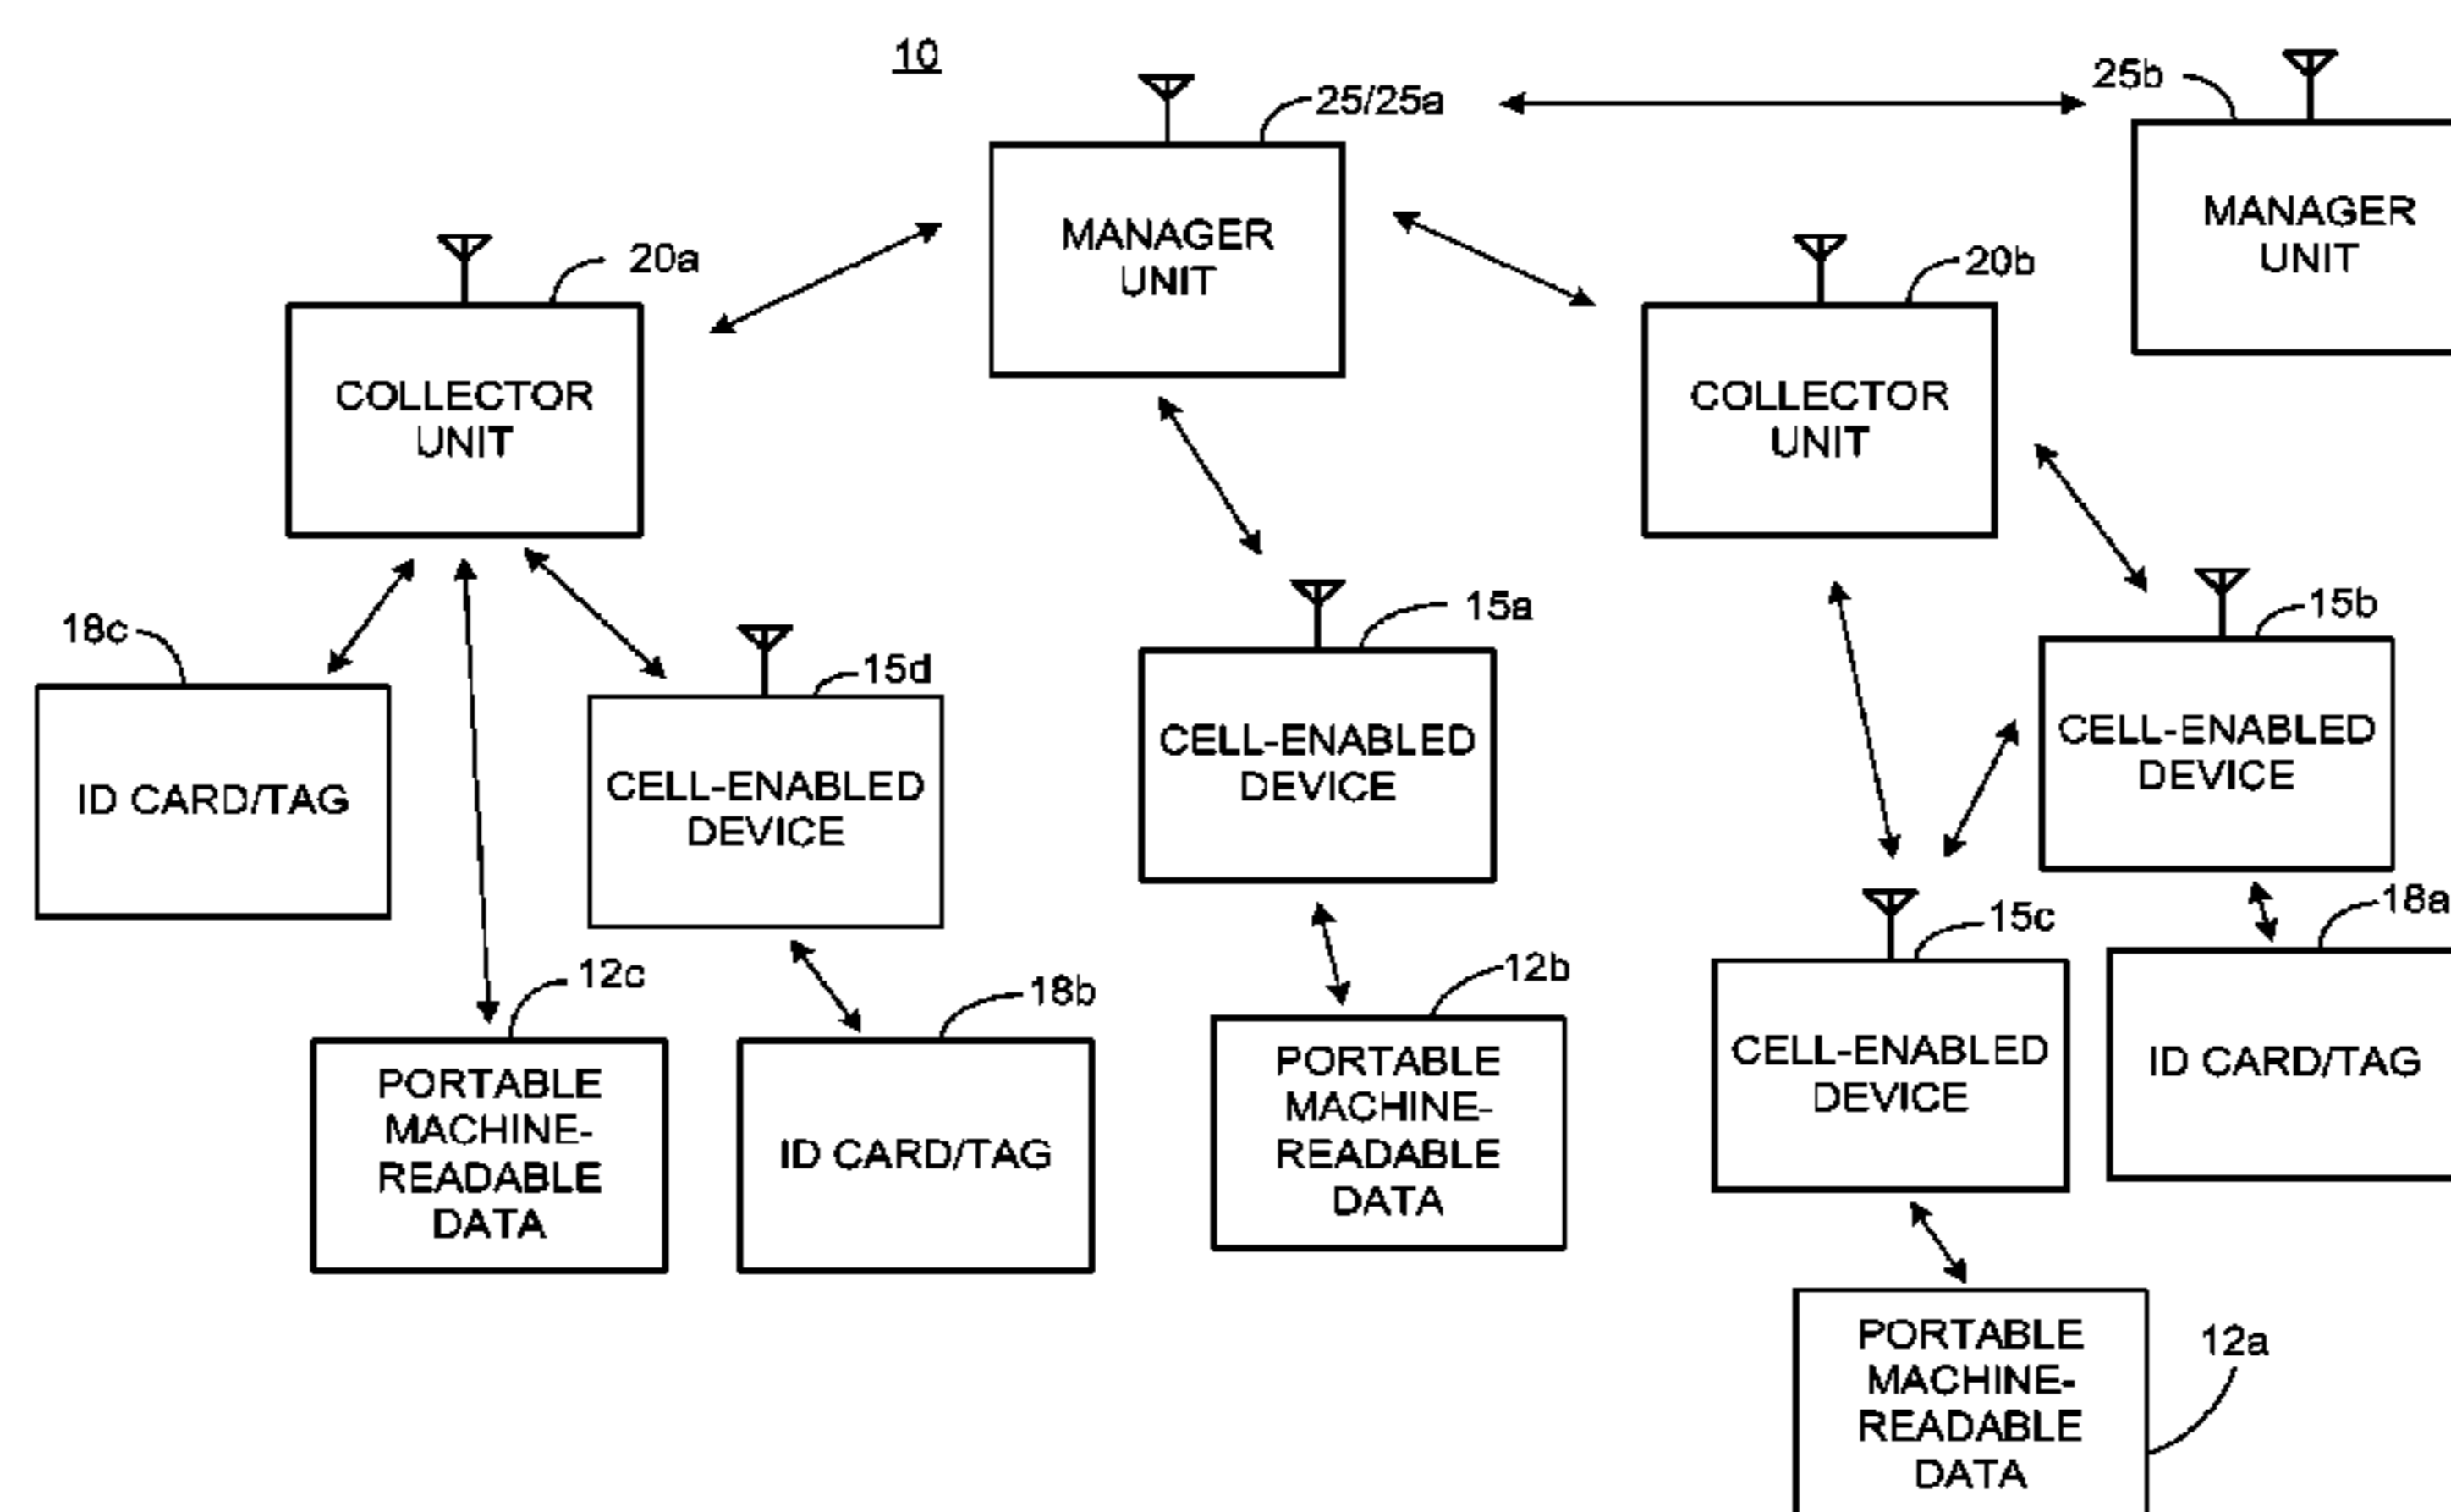 10
25/25a
25b
MANAGER
UNIT
MANAGER
UNIT
20a
20b
COLLECTOR
UNIT
COLLECTOR
UNIT
18c
15d
15a
15b
ID CARD/TAG
CELL-ENABLED
DEVICE
CELL-ENABLED
DEVICE
CELL-ENABLED
DEVICE
12c
18b
12b
15c
18a
PORTABLE
MACHINE-
READABLE
DATA
ID CARD/TAG
PORTABLE
MACHINE-
READABLE
DATA
CELL-ENABLED
DEVICE
ID CARD/TAG
PORTABLE
MACHINE-
READABLE
DATA
12a